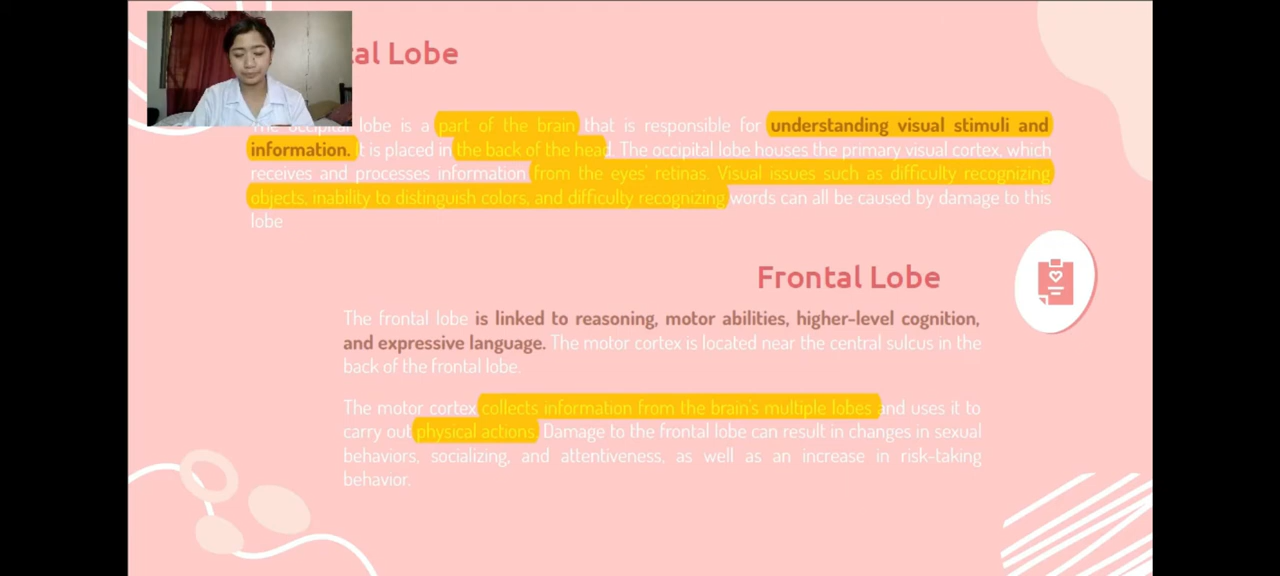 tal Lobe
The occipital lobe is a part of the brain that is responsible for understanding visual stimuli and
information. It is placed in the back of the head. The occipital lobe houses the primary visual cortex, which
receives and processes information from the eyes' retinas. Visual issues such as difficulty recognizing
objects, inability to distinguish colors, and difficulty recognizing words can all be caused by damage to this
lobe
Frontal Lobe
The frontal lobe is linked to reasoning, motor abilities, higher-level cognition,
and expressive language. The motor cortex is located near the central sulcus in the
back of the frontal lobe.
The motor cortex collects information from the brain's multiple lobes and uses it to
carry out physical actions. Damage to the frontal lobe can result in changes in sexual
behaviors, socializing, and attentiveness, as well as an increase in risk-taking
behavior.